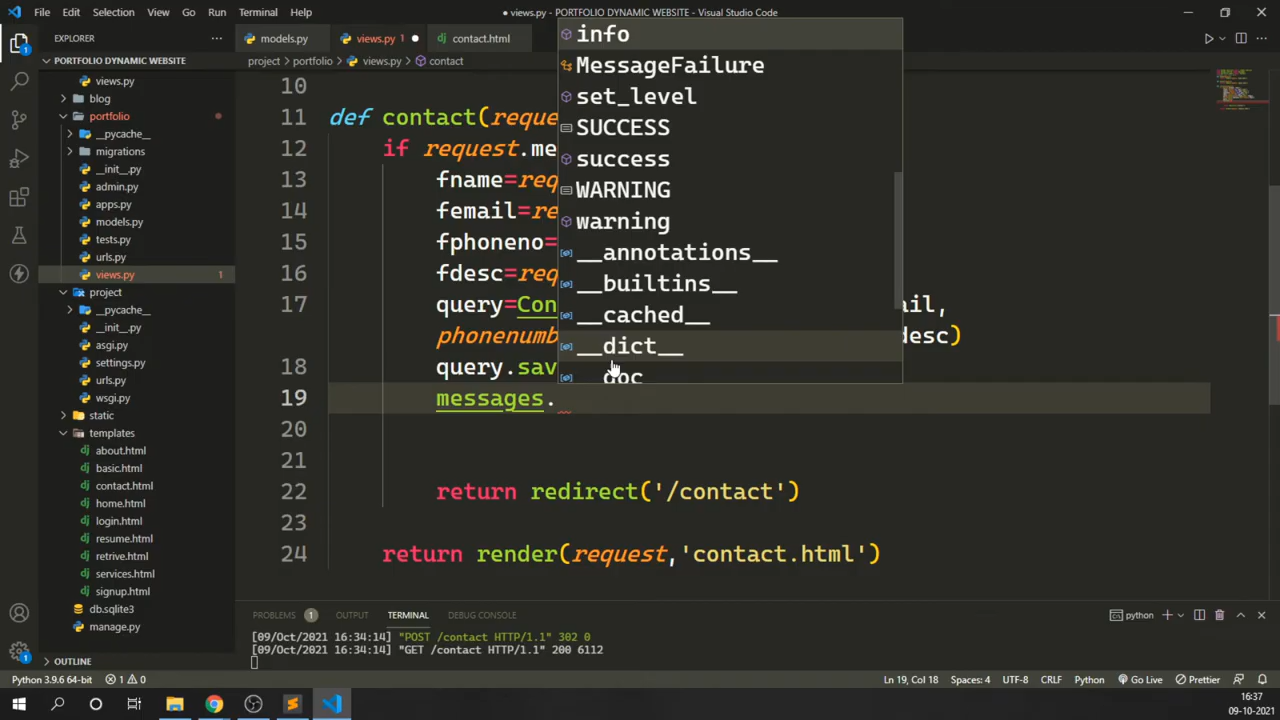 File Edit Selection View Go Run Terminal Help
● views.py - PORTFOLIO DYNAMIC WEBSITE - Visual Studio Code
EXPLORER
PORTFOLIO DYNAMIC WEBSITE
views.py
blog
portfolio
__pycache__
migrations
__init__.py
admin.py
apps.py
models.py
tests.py
urls.py
views.py 1
project
__pycache__
__init__.py
asgi.py
settings.py
urls.py
wsgi.py
static
templates
about.html
basic.html
contact.html
home.html
login.html
resume.html
retrive.html
services.html
signup.html
db.sqlite3
manage.py
OUTLINE
models.py views.py 1 contact.html
project > portfolio > views.py > contact
10
11 def contact(reque
12 if request.me
13 fname=req
14 femail=re
15 fphoneno=
16 fdesc=req
17 query=Con ail,
phonenumb desc)
18 query.sav
19 messages.
20
21
22 return redirect('/contact')
23
24 return render(request,'contact.html')
info
MessageFailure
set_level
SUCCESS
success
WARNING
warning
__annotations__
__builtins__
__cached__
__dict__
__doc__
PROBLEMS 1 OUTPUT TERMINAL DEBUG CONSOLE
python
[09/Oct/2021 16:34:14] "POST /contact HTTP/1.1" 302 0
[09/Oct/2021 16:34:14] "GET /contact HTTP/1.1" 200 6112
Python 3.9.6 64-bit 1 0 Ln 19, Col 18 Spaces: 4 UTF-8 CRLF Python Go Live Prettier
16:37
09-10-2021